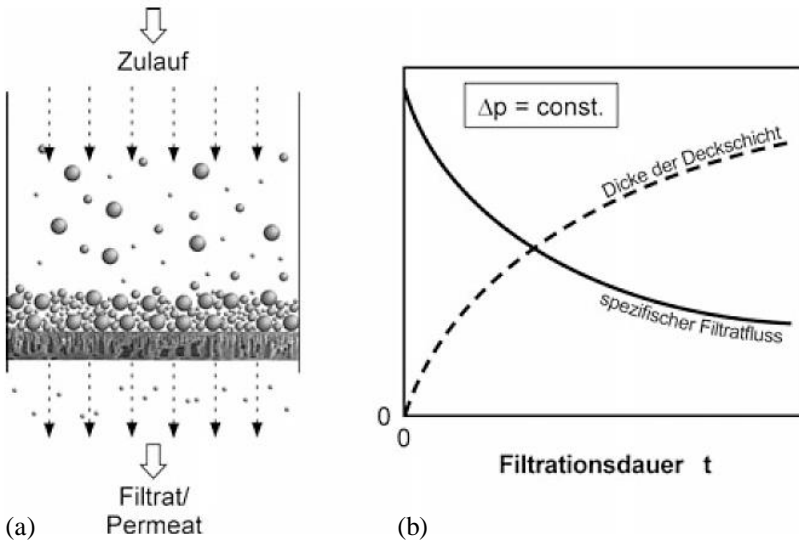 Zulauf
Filtrat/
Permeat
(a)
Δp = const.
Dicke der Deckschicht
spezifischer Filtratfluss
0
0
Filtrationsdauer t
(b)